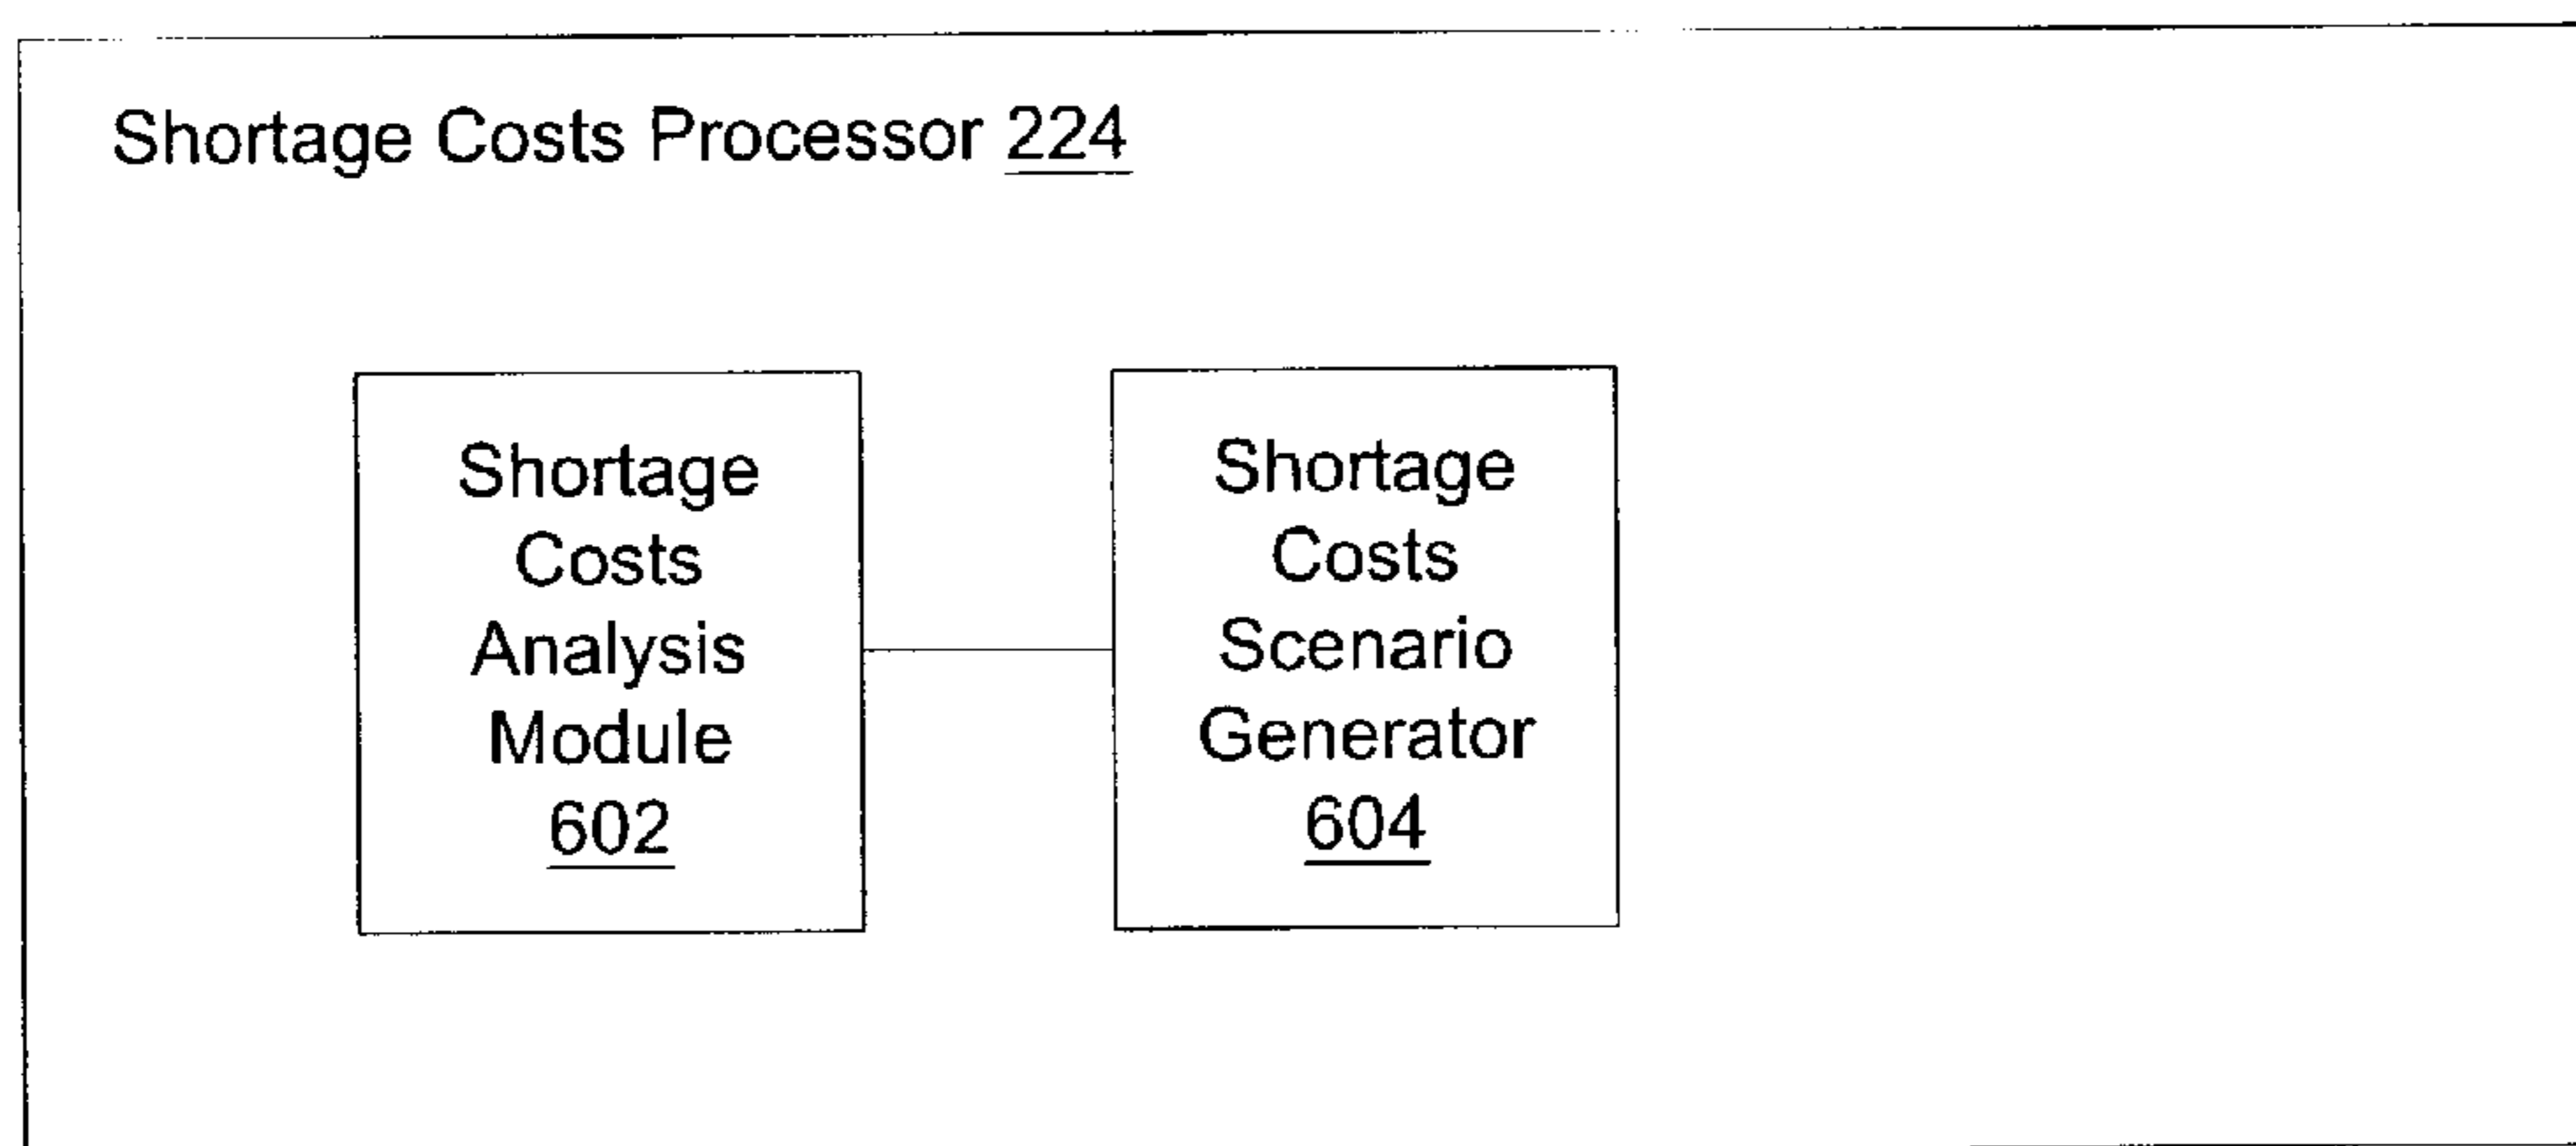 Shortage Costs Processor 224
Shortage
Costs
Analysis
Module
602
Shortage
Costs
Scenario
Generator
604